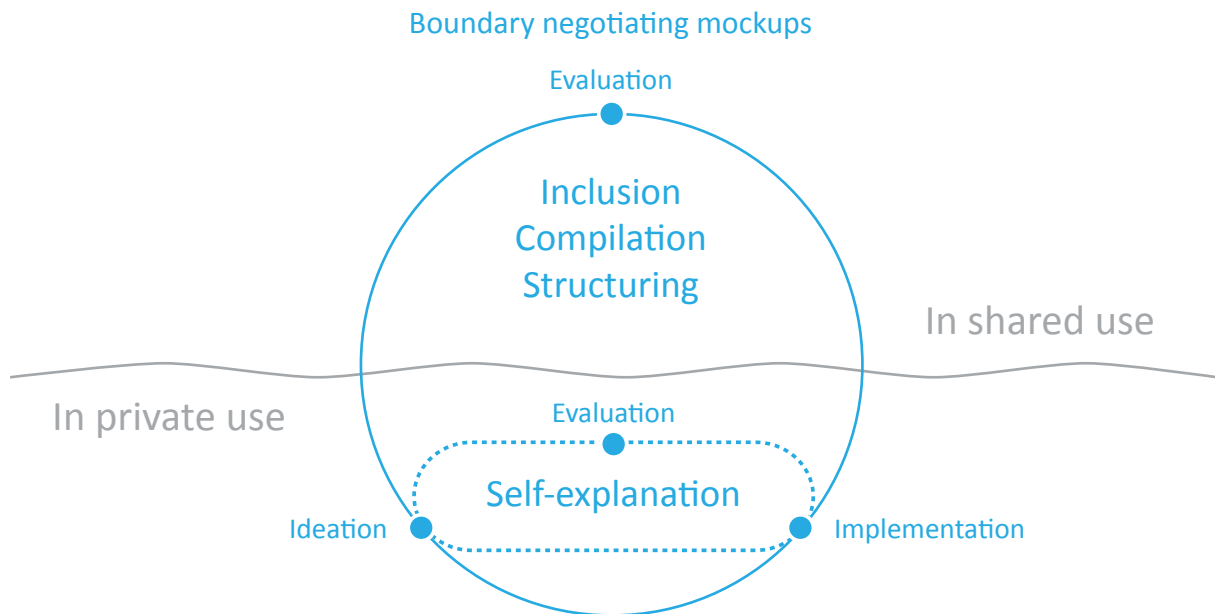 Boundary negotiating mockups
Evaluation
Inclusion
Compilation
Structuring
In shared use
In private use
Evaluation
Self-explanation
Ideation
Implementation